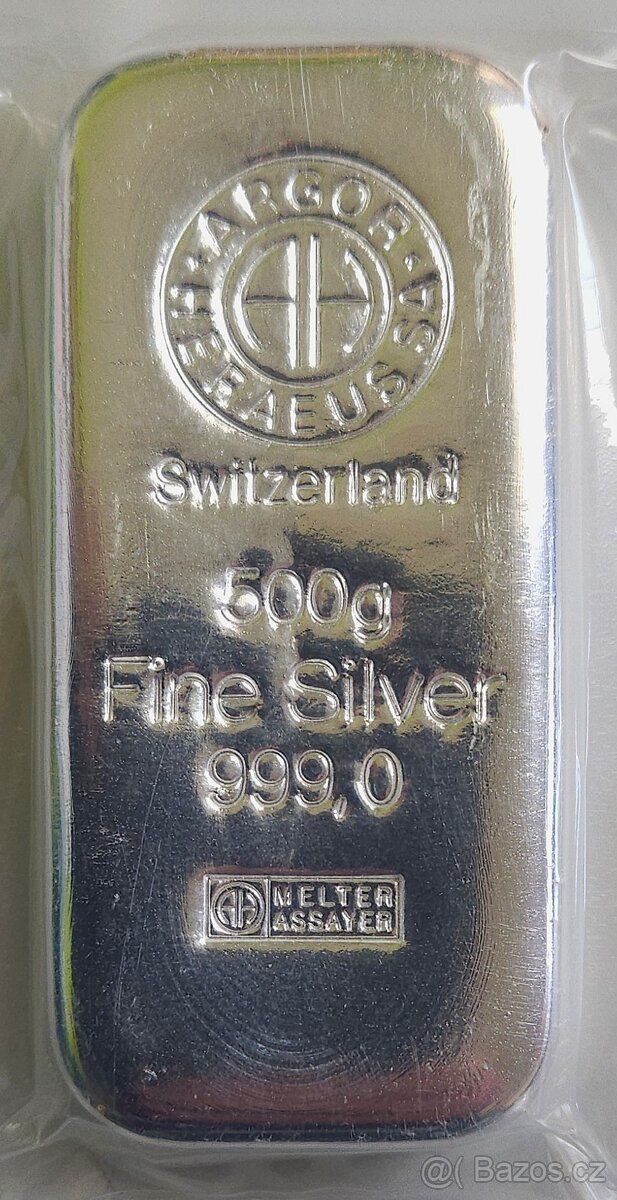 ARGOR
HERAEUS SA
Switzerland
500g
Fine Silver
999,0
MELTER
ASSAYER
@( Bazos.cz